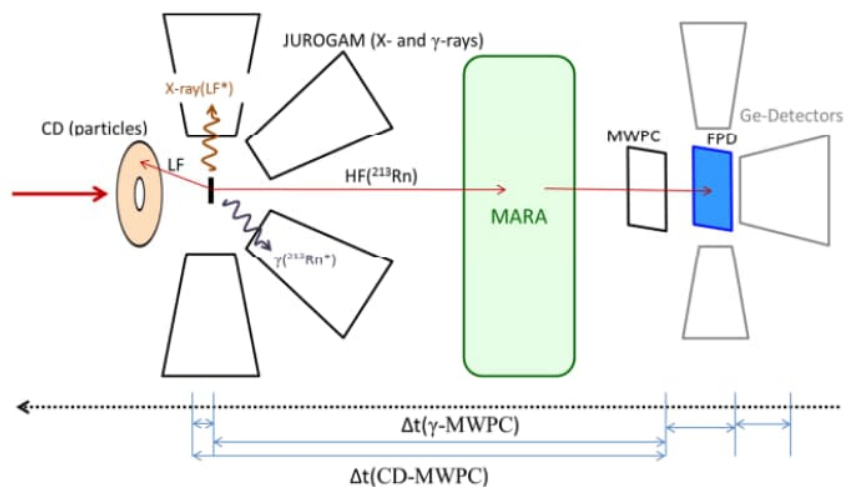 JUROGAM (X- and γ-rays)
X-ray(LF*)
CD (particles)
LF
Ge-Detectors
MWPC
FPD
HF(²¹³Rn)
MARA
γ(²¹³Rn*)
Δt(γ-MWPC)
Δt(CD-MWPC)